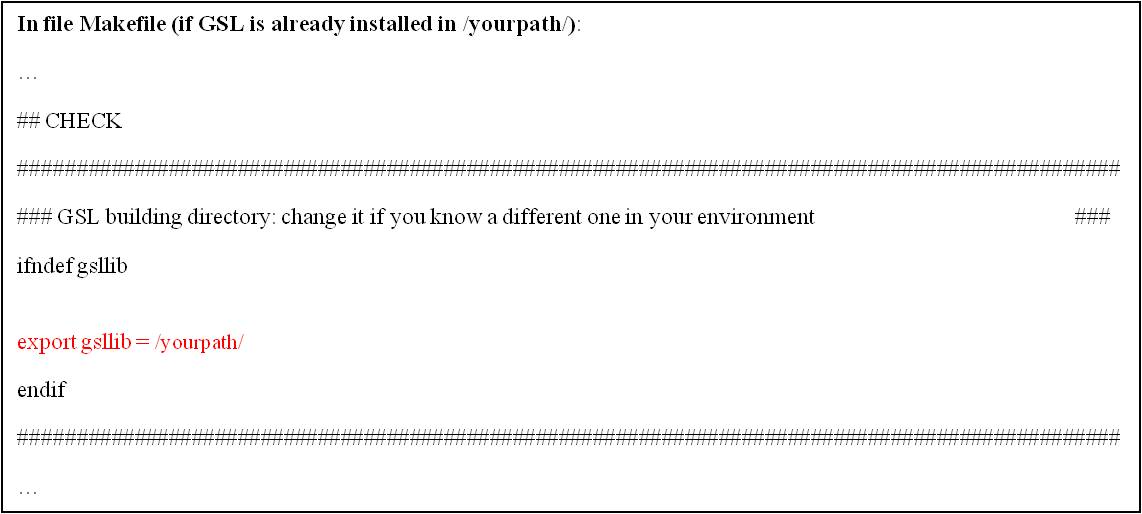 In file Makefile (if GSL is already installed in /yourpath/):
…
## CHECK
############################################################################################
### GSL building directory: change it if you know a different one in your environment ###
ifndef gsllib
export gsllib = /yourpath/
endif
############################################################################################
…